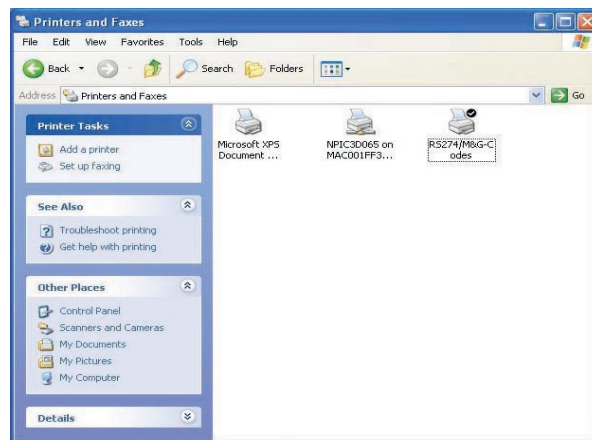 Printers and Faxes
File Edit View Favorites Tools Help
Back Search Folders
Address Printers and Faxes Go
Printer Tasks
Add a printer
Set up faxing
See Also
Troubleshoot printing
Get help with printing
Other Places
Control Panel
Scanners and Cameras
My Documents
My Pictures
My Computer
Details
Microsoft XPS
Document ...
NPIC3D065 on
MAC001FF3...
RS274/M&G-C
odes